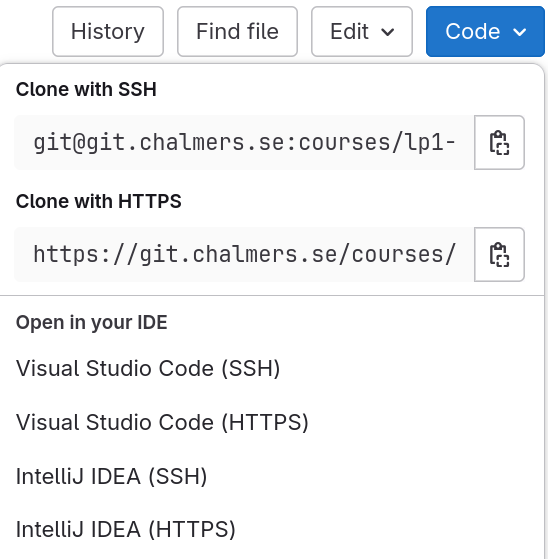 History Find file Edit Code
Clone with SSH
git@git.chalmers.se:courses/lp1-
Clone with HTTPS
https://git.chalmers.se/courses/
Open in your IDE
Visual Studio Code (SSH)
Visual Studio Code (HTTPS)
IntelliJ IDEA (SSH)
IntelliJ IDEA (HTTPS)